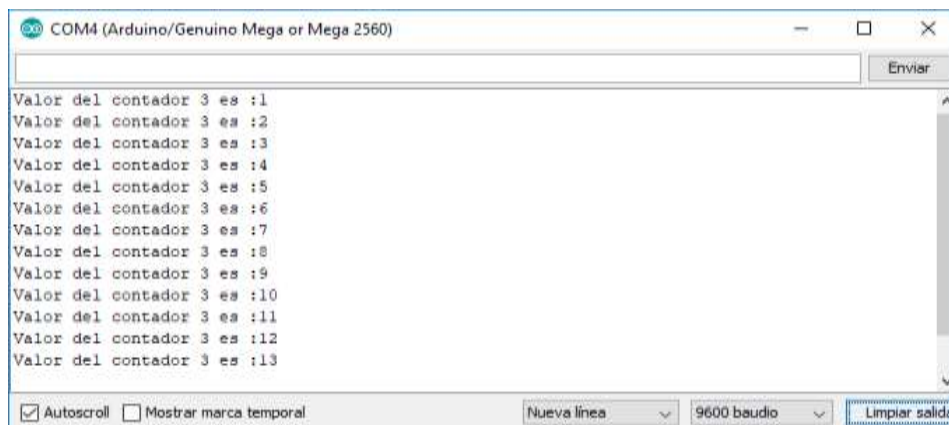 COM4 (Arduino/Genuino Mega or Mega 2560)
Enviar
Valor del contador 3 es :1
Valor del contador 3 es :2
Valor del contador 3 es :3
Valor del contador 3 es :4
Valor del contador 3 es :5
Valor del contador 3 es :6
Valor del contador 3 es :7
Valor del contador 3 es :8
Valor del contador 3 es :9
Valor del contador 3 es :10
Valor del contador 3 es :11
Valor del contador 3 es :12
Valor del contador 3 es :13
Autoscroll Mostrar marca temporal Nueva línea 9600 baudio Limpiar salida